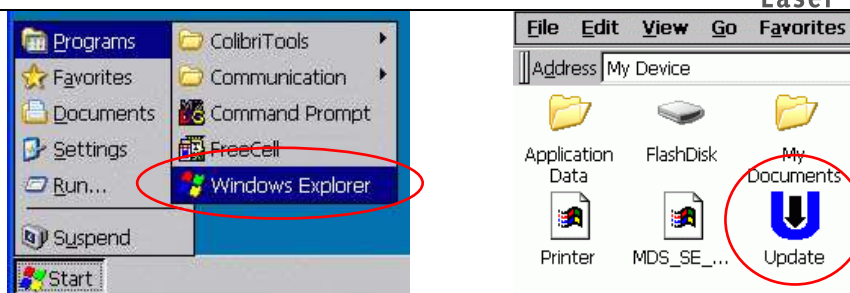 Laser
Programs
Favorites
Documents
Settings
Run...
Suspend
Start
ColibriTools
Communication
Command Prompt
FreeCell
Windows Explorer
File Edit View Go Favorites
Address My Device
Application Data
FlashDisk
My Documents
Printer
MDS_SE_...
Update